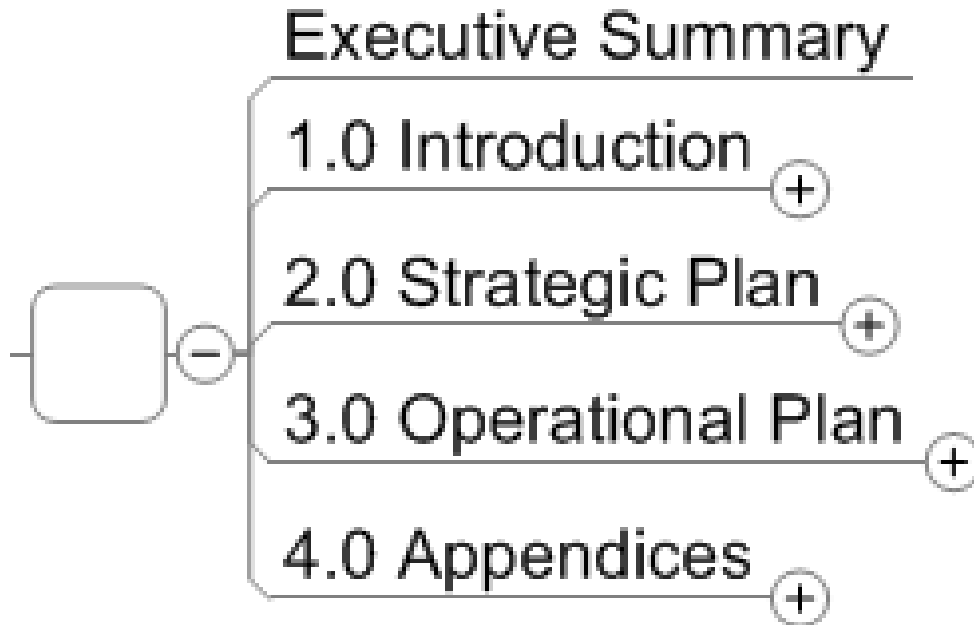 Executive Summary
1.0 Introduction
2.0 Strategic Plan
3.0 Operational Plan
4.0 Appendices